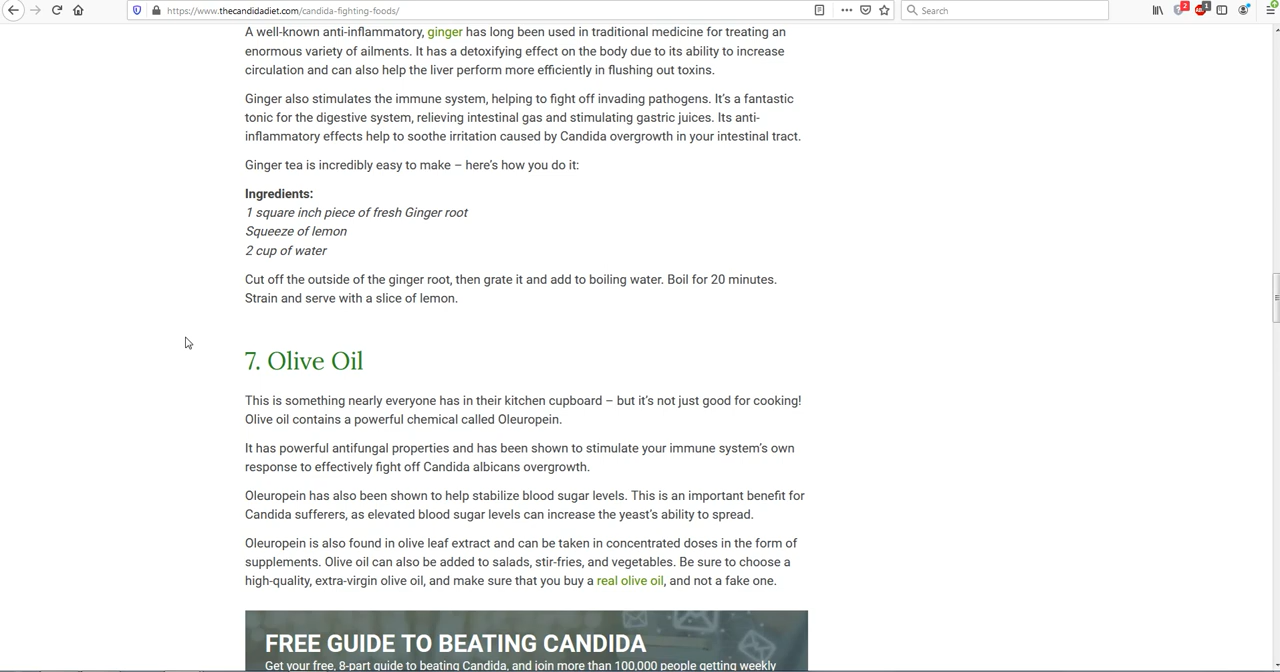 https://www.thecandidadiet.com/candida-fighting-foods/
Search
2
1
A well-known anti-inflammatory, ginger has long been used in traditional medicine for treating an
enormous variety of ailments. It has a detoxifying effect on the body due to its ability to increase
circulation and can also help the liver perform more efficiently in flushing out toxins.
Ginger also stimulates the immune system, helping to fight off invading pathogens. It's a fantastic
tonic for the digestive system, relieving intestinal gas and stimulating gastric juices. Its anti-
inflammatory effects help to soothe irritation caused by Candida overgrowth in your intestinal tract.
Ginger tea is incredibly easy to make – here's how you do it:
Ingredients:
1 square inch piece of fresh Ginger root
Squeeze of lemon
2 cup of water
Cut off the outside of the ginger root, then grate it and add to boiling water. Boil for 20 minutes.
Strain and serve with a slice of lemon.
7. Olive Oil
This is something nearly everyone has in their kitchen cupboard – but it's not just good for cooking!
Olive oil contains a powerful chemical called Oleuropein.
It has powerful antifungal properties and has been shown to stimulate your immune system's own
response to effectively fight off Candida albicans overgrowth.
Oleuropein has also been shown to help stabilize blood sugar levels. This is an important benefit for
Candida sufferers, as elevated blood sugar levels can increase the yeast's ability to spread.
Oleuropein is also found in olive leaf extract and can be taken in concentrated doses in the form of
supplements. Olive oil can also be added to salads, stir-fries, and vegetables. Be sure to choose a
high-quality, extra-virgin olive oil, and make sure that you buy a real olive oil, and not a fake one.
FREE GUIDE TO BEATING CANDIDA
Get your free, 8-part guide to beating Candida, and join more than 100,000 people getting weekly